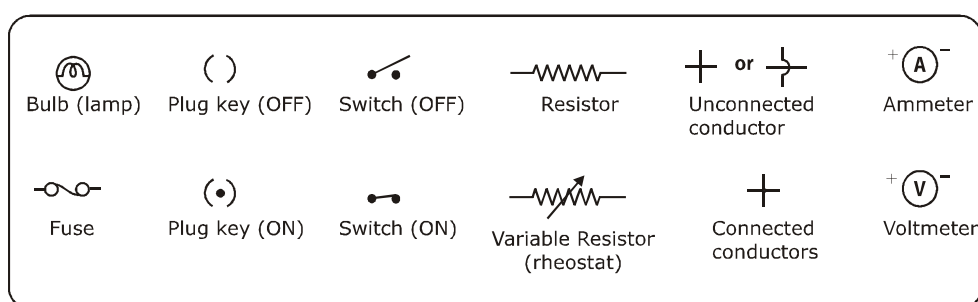 or
+ A −
Bulb (lamp) Plug key (OFF) Switch (OFF) Resistor Unconnected Ammeter
conductor
+ V −
Fuse Plug key (ON) Switch (ON) Variable Resistor Connected Voltmeter
(rheostat) conductors